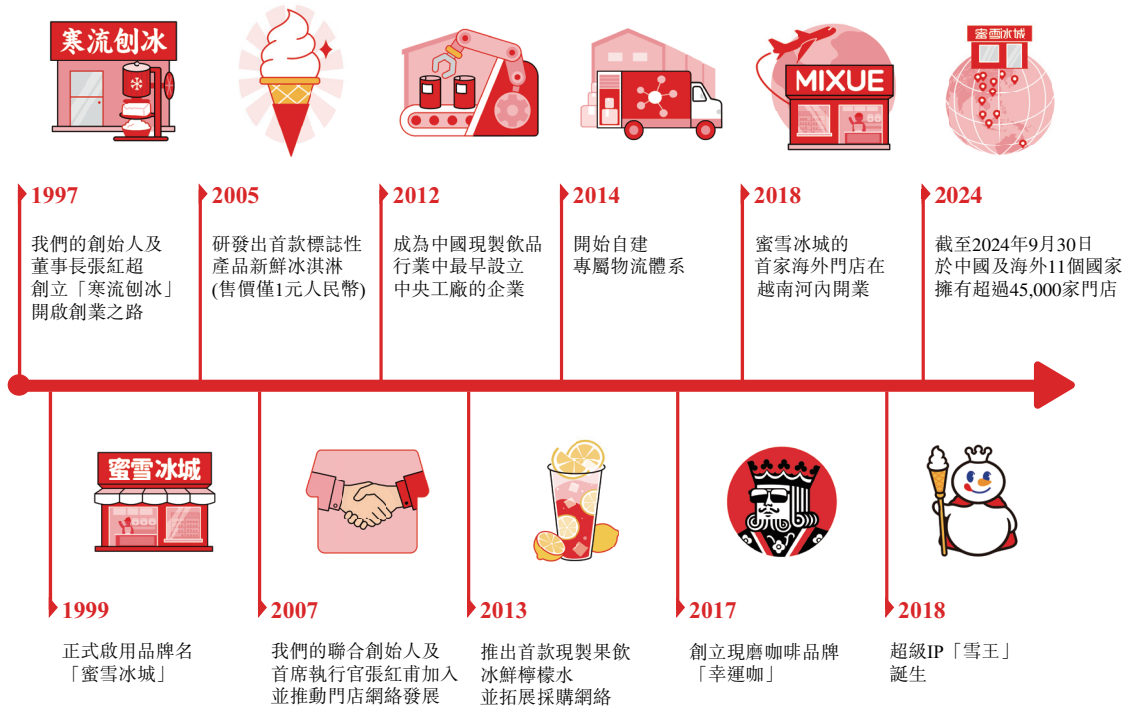 寒流刨冰
MIXUE
蜜雪冰城
1997
我們的創始人及
董事長張紅超
創立「寒流刨冰」
開啟創業之路
2005
研發出首款標誌性
產品新鮮冰淇淋
(售價僅1元人民幣)
2012
成為中國現製飲品
行業中最早設立
中央工廠的企業
2014
開始自建
專屬物流體系
2018
蜜雪冰城的
首家海外門店在
越南河內開業
2024
截至2024年9月30日
於中國及海外11個國家
擁有超過45,000家門店
蜜雪冰城
1999
正式啟用品牌名
「蜜雪冰城」
2007
我們的聯合創始人及
首席執行官張紅甫加入
並推動門店網絡發展
2013
推出首款現製果飲
冰鮮檸檬水
並拓展採購網絡
2017
創立現磨咖啡品牌
「幸運咖」
2018
超級IP「雪王」
誕生